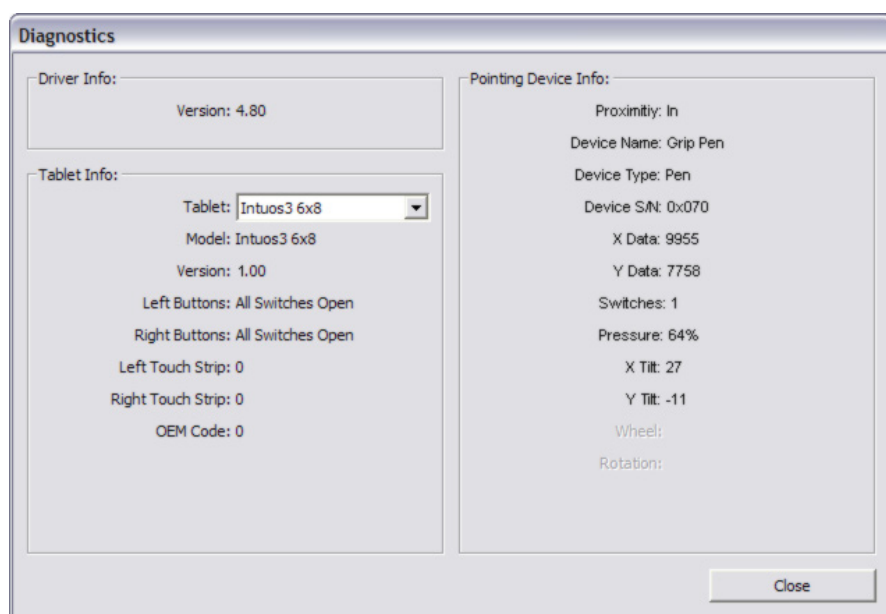 Diagnostics
Driver Info:
Version: 4.80
Tablet Info:
Tablet: Intuos3 6x8
Model: Intuos3 6x8
Version: 1.00
Left Buttons: All Switches Open
Right Buttons: All Switches Open
Left Touch Strip: 0
Right Touch Strip: 0
OEM Code: 0
Pointing Device Info:
Proximitiy: In
Device Name: Grip Pen
Device Type: Pen
Device S/N: 0x070
X Data: 9955
Y Data: 7758
Switches: 1
Pressure: 64%
X Tilt: 27
Y Tilt: -11
Wheel:
Rotation:
Close